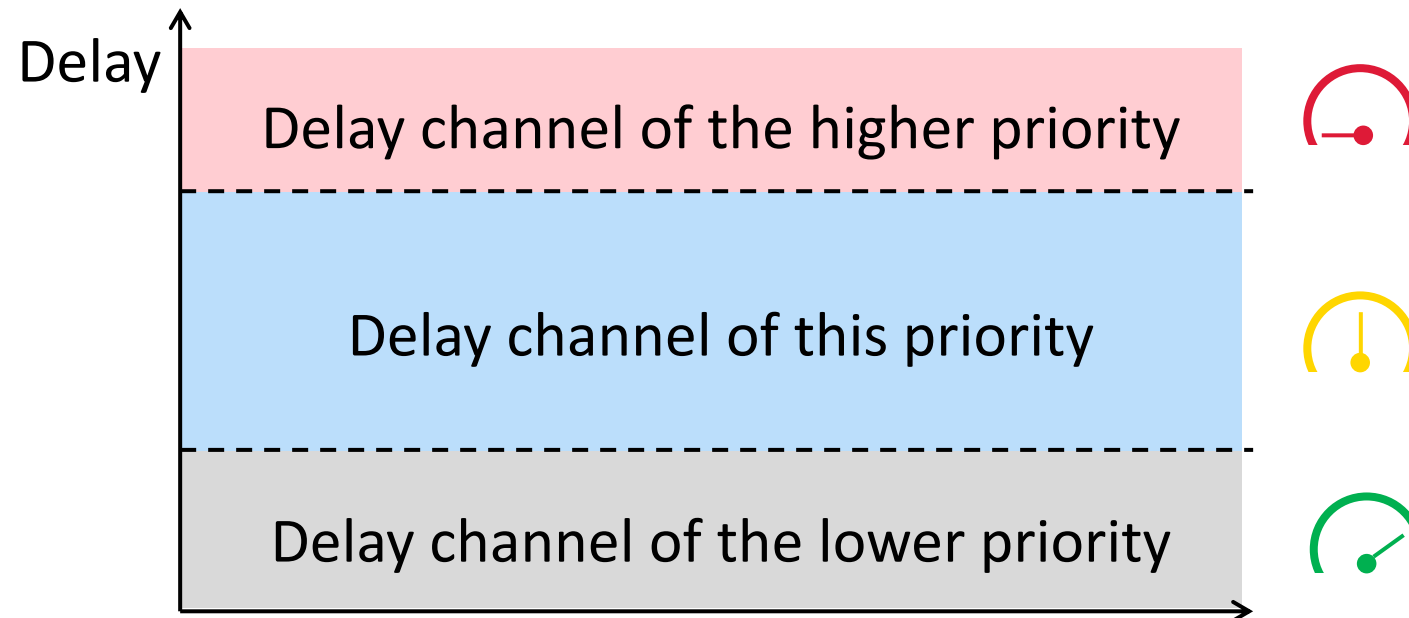 Delay
Delay channel of the higher priority
Delay channel of this priority
Delay channel of the lower priority